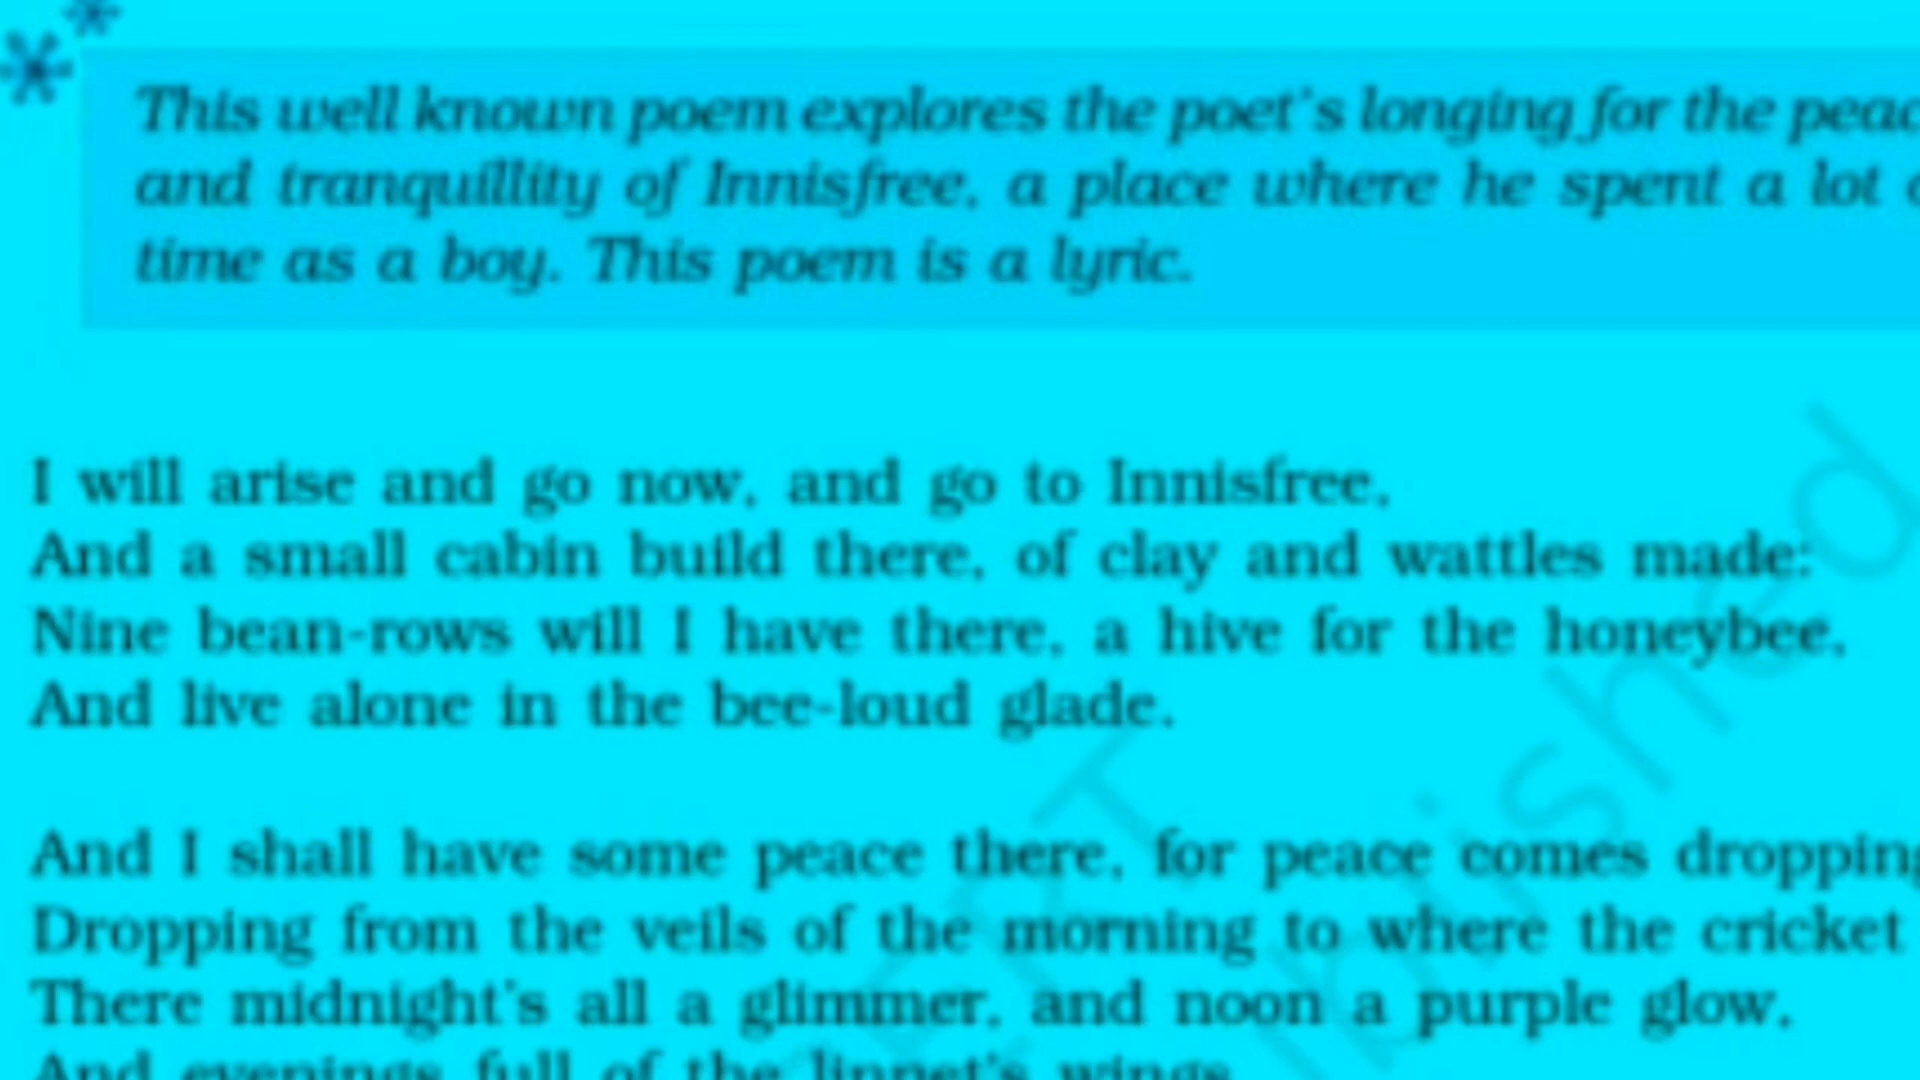 This well known poem explores the poet's longing for the
and tranquillity of Innisfree, a place where he spent a lot
time as a boy. This poem is a lyric.
I will arise and go now, and go to Innisfree,
And a small cabin build there, of clay and wattles made:
Nine bean-rows will I have there, a hive for the honeybee,
And live alone in the bee-loud glade.
And I shall have some peace there, for peace comes dropping
Dropping from the veils of the morning to where the cricket
There midnight's all a glimmer, and noon a purple glow,
And evenings full of the linnet's wings.